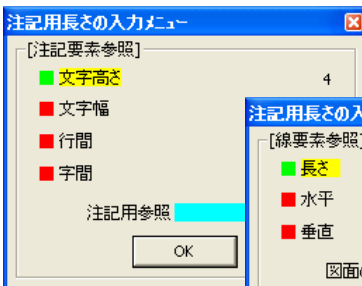 注記用長さの入力メニュー
[注記要素参照]
文字高さ 4
文字幅
行間
字間
注記用参照
OK
注記用長さの入
[線要素参照]
長さ
水平
垂直
図面の